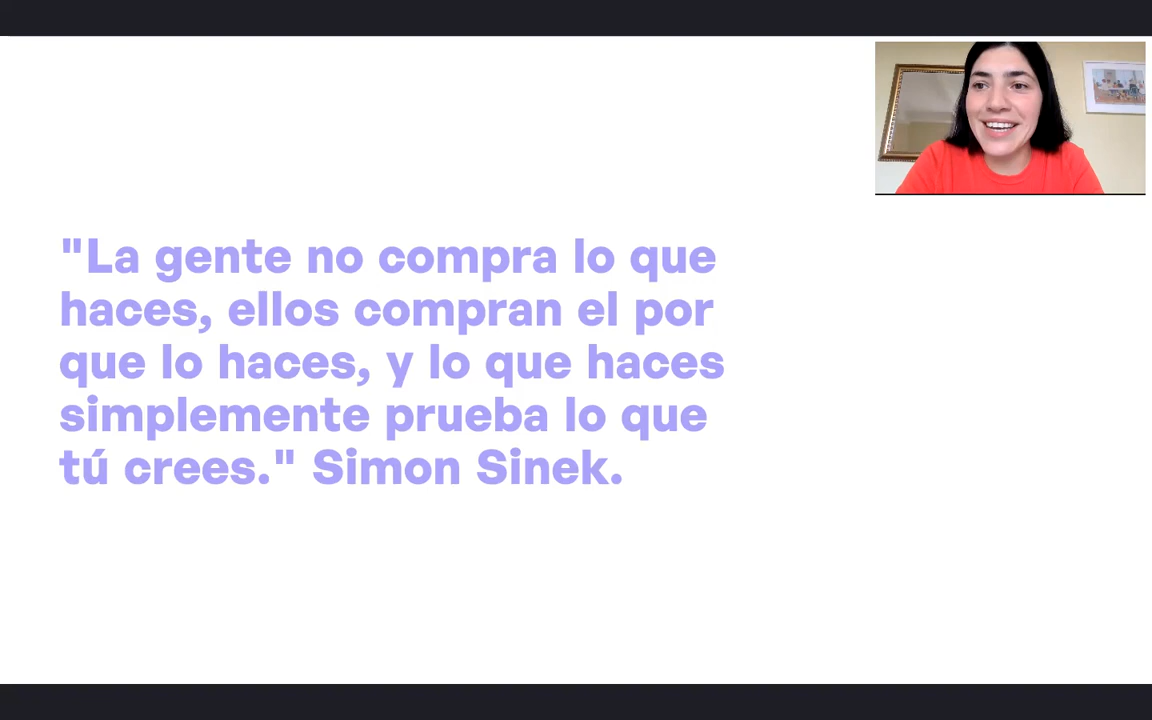 "La gente no compra lo que
haces, ellos compran el por
que lo haces, y lo que haces
simplemente prueba lo que
tú crees." Simon Sinek.